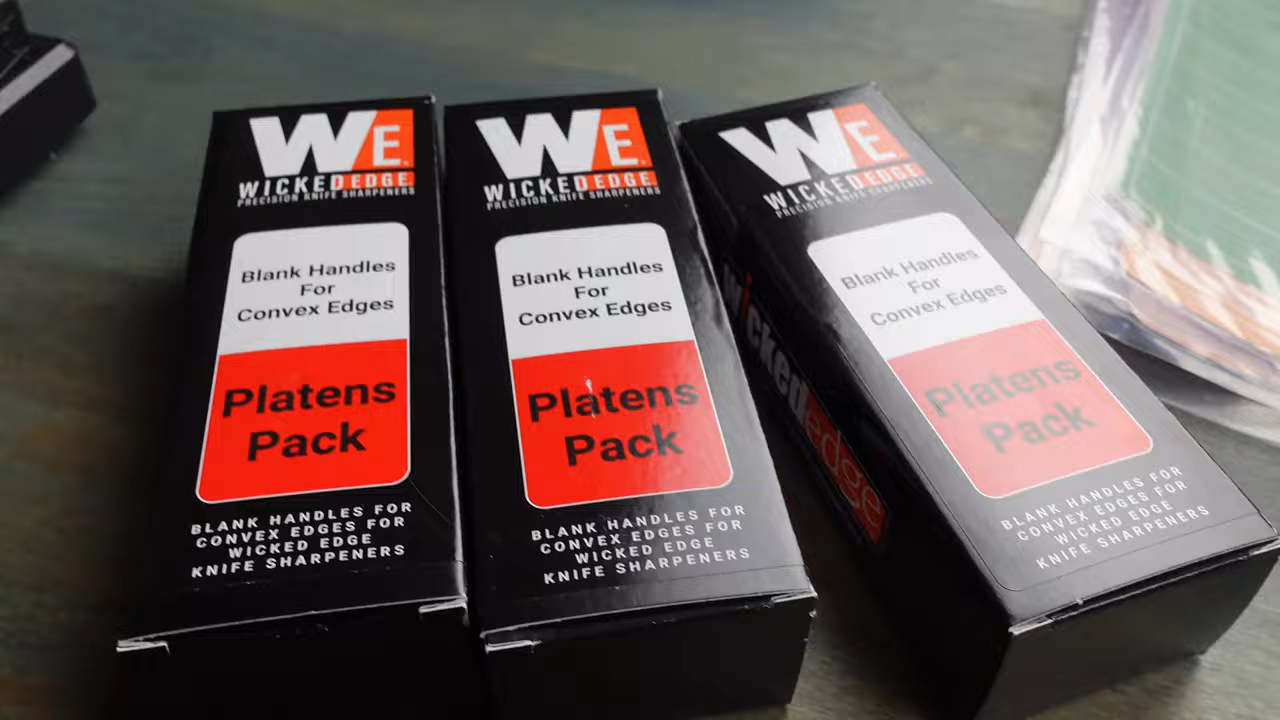 WE
WICKEDEDGE
PRECISION KNIFE SHARPENERS
Blank Handles
For
Convex Edges
Platens
Pack
BLANK HANDLES FOR
CONVEX EDGES FOR
WICKED EDGE
KNIFE SHARPENERS
WE
WICKEDEDGE
PRECISION KNIFE SHARPENERS
Blank Handles
For
Convex Edges
Platens
Pack
BLANK HANDLES FOR
CONVEX EDGES FOR
WICKED EDGE
KNIFE SHARPENERS
WE
WICKEDEDGE
PRECISION KNIFE SHARPENERS
Blank Handles
For
Convex Edges
Platens
Pack
BLANK HANDLES FOR
CONVEX EDGES FOR
WICKED EDGE
KNIFE SHARPENERS
wickededge